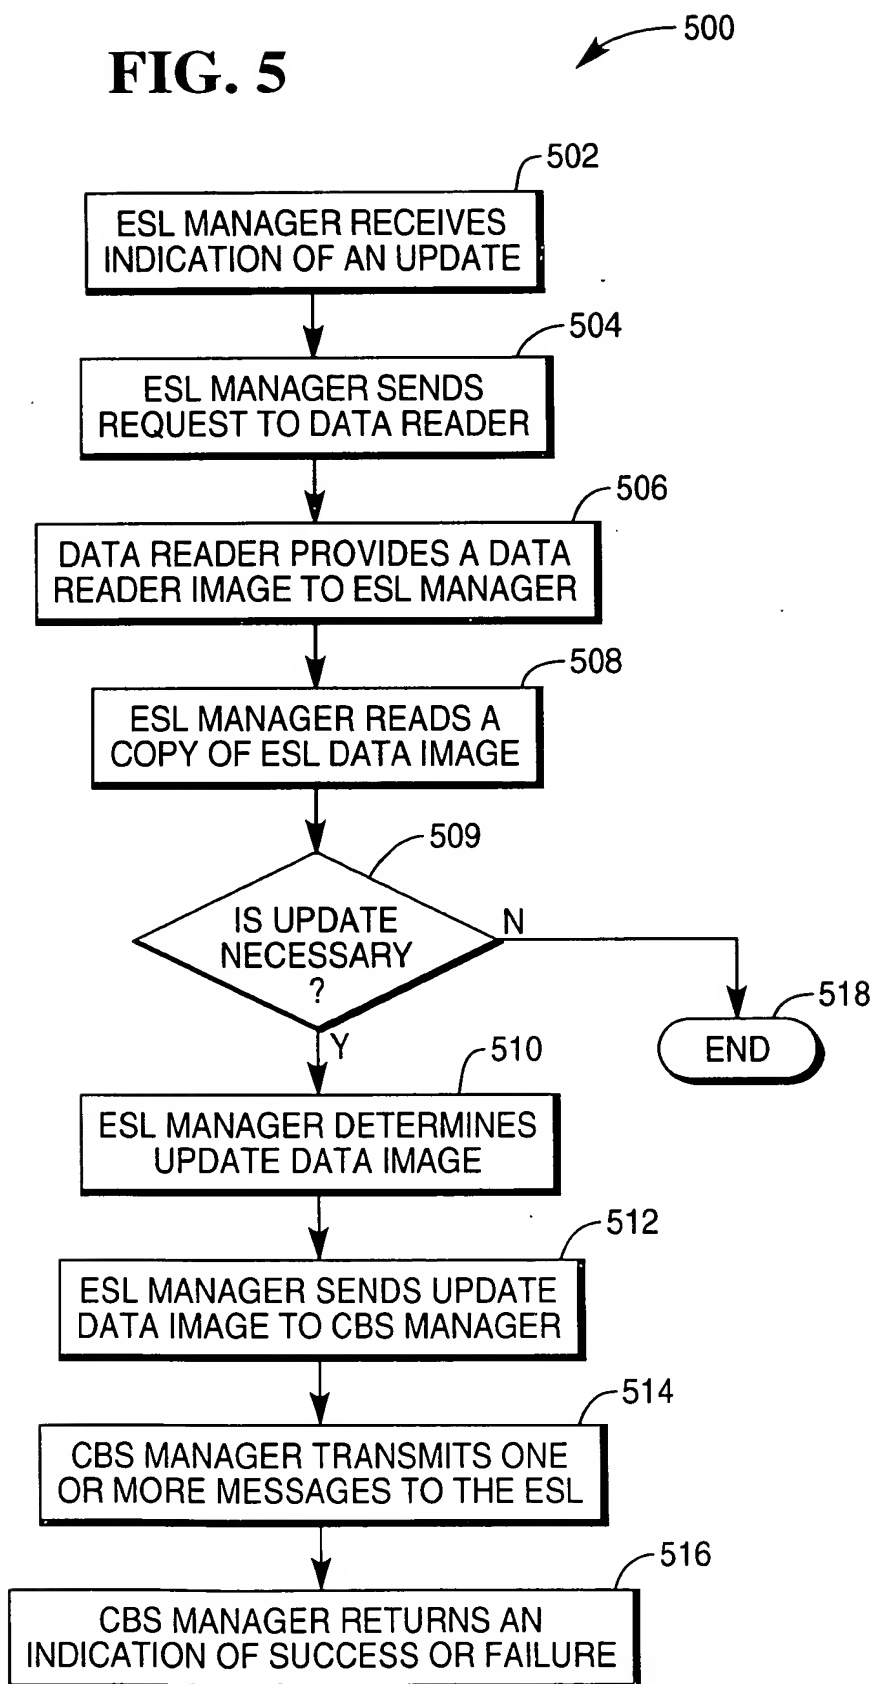 500
FIG. 5
502
ESL MANAGER RECEIVES
INDICATION OF AN UPDATE
504
ESL MANAGER SENDS
REQUEST TO DATA READER
506
DATA READER PROVIDES A DATA
READER IMAGE TO ESL MANAGER
508
ESL MANAGER READS A
COPY OF ESL DATA IMAGE
509
IS UPDATE
NECESSARY
?
N
518
END
Y
510
ESL MANAGER DETERMINES
UPDATE DATA IMAGE
512
ESL MANAGER SENDS UPDATE
DATA IMAGE TO CBS MANAGER
514
CBS MANAGER TRANSMITS ONE
OR MORE MESSAGES TO THE ESL
516
CBS MANAGER RETURNS AN
INDICATION OF SUCCESS OR FAILURE